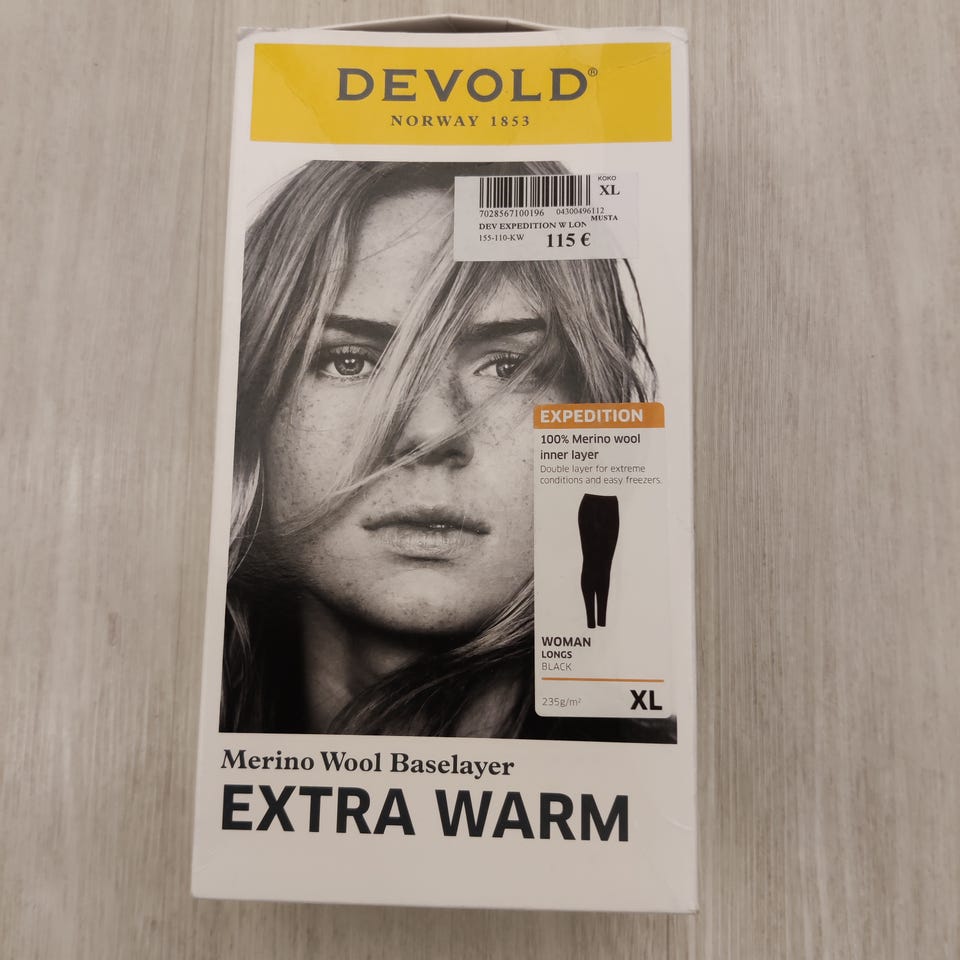 DEVOLD®
NORWAY 1853
KOKO
XL
7028567100196 04300496112
MUSTA
DEV EXPEDITION W LON
155-110-KW 115 €
EXPEDITION
100% Merino wool
inner layer
Double layer for extreme
conditions and easy freezers.
WOMAN
LONGS
BLACK
235g/m² XL
Merino Wool Baselayer
EXTRA WARM